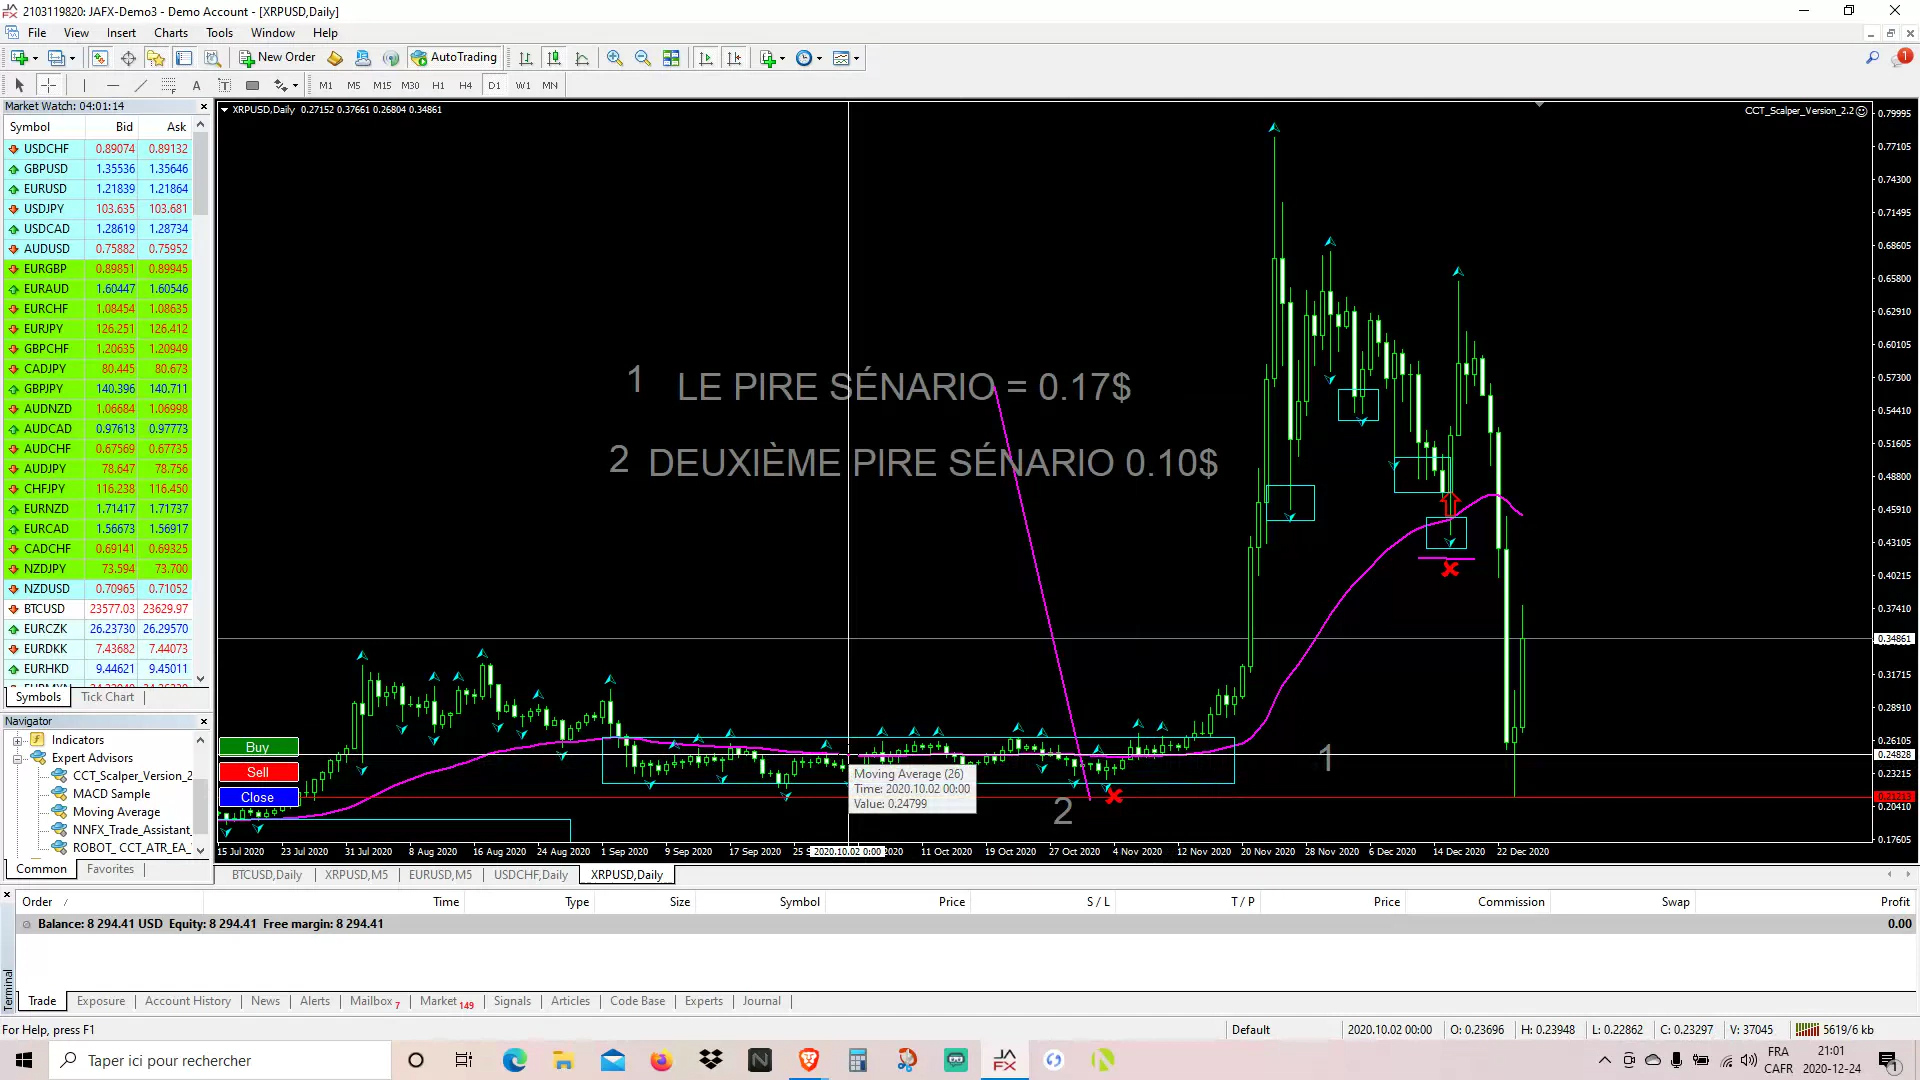 2103119820: JAFX-Demo3 - Demo Account - [XRPUSD,Daily]
File View Insert Charts Tools Window Help
New Order AutoTrading 1
A T M1 M5 M15 M30 H1 H4 D1 W1 MN
Market Watch: 04:01:14
Symbol Bid Ask
USDCHF 0.89074 0.89132
GBPUSD 1.35536 1.35646
EURUSD 1.21839 1.21864
USDJPY 103.635 103.681
USDCAD 1.28619 1.28734
AUDUSD 0.75882 0.75952
EURGBP 0.89851 0.89945
EURAUD 1.60447 1.60546
EURCHF 1.08454 1.08635
EURJPY 126.251 126.412
GBPCHF 1.20635 1.20949
CADJPY 80.445 80.673
GBPJPY 140.396 140.711
AUDNZD 1.06684 1.06998
AUDCAD 0.97613 0.97773
AUDCHF 0.67569 0.67735
AUDJPY 78.647 78.756
CHFJPY 116.238 116.450
EURNZD 1.71417 1.71737
EURCAD 1.56673 1.56917
CADCHF 0.69141 0.69325
NZDJPY 73.594 73.700
NZDUSD 0.70965 0.71052
BTCUSD 23577.03 23629.97
EURCZK 26.23730 26.29570
EURDKK 7.43682 7.44073
EURHKD 9.44621 9.45011
Symbols Tick Chart
Navigator
Indicators
Expert Advisors
CCT_Scalper_Version_2
MACD Sample
Moving Average
NNFX_Trade_Assistant_
ROBOT_ CCT_ATR_EA_
Common Favorites
XRPUSD,Daily 0.27152 0.37661 0.26804 0.34861
CCT_Scalper_Version_2.2
1 LE PIRE SÉNARIO = 0.17$
2 DEUXIÈME PIRE SÉNARIO 0.10$
Buy
Sell
Close
1
2
Moving Average (26)
Time: 2020.10.02 00:00
Value: 0.24799
0.79995
0.77105
0.74300
0.71495
0.68605
0.65800
0.62910
0.60105
0.57300
0.54410
0.51605
0.48800
0.45910
0.43105
0.40215
0.37410
0.34861
0.31715
0.28910
0.26105
0.24828
0.23215
0.21213
0.20410
0.17605
15 Jul 2020 23 Jul 2020 31 Jul 2020 8 Aug 2020 16 Aug 2020 24 Aug 2020 1 Sep 2020 9 Sep 2020 17 Sep 2020 25 S 2020.10.02 0:00 2020 11 Oct 2020 19 Oct 2020 27 Oct 2020 4 Nov 2020 12 Nov 2020 20 Nov 2020 28 Nov 2020 6 Dec 2020 14 Dec 2020 22 Dec 2020
BTCUSD,Daily XRPUSD,M5 EURUSD,M5 USDCHF,Daily XRPUSD,Daily
Order / Time Type Size Symbol Price S / L T / P Price Commission Swap Profit
Balance: 8 294.41 USD Equity: 8 294.41 Free margin: 8 294.41 0.00
Terminal
Trade Exposure Account History News Alerts Mailbox 7 Market 149 Signals Articles Code Base Experts Journal
For Help, press F1 Default 2020.10.02 00:00 O: 0.23696 H: 0.23948 L: 0.22862 C: 0.23297 V: 37045 5619/6 kb
Taper ici pour rechercher
JA FX
FRA
CAFR
21:01
2020-12-24
1